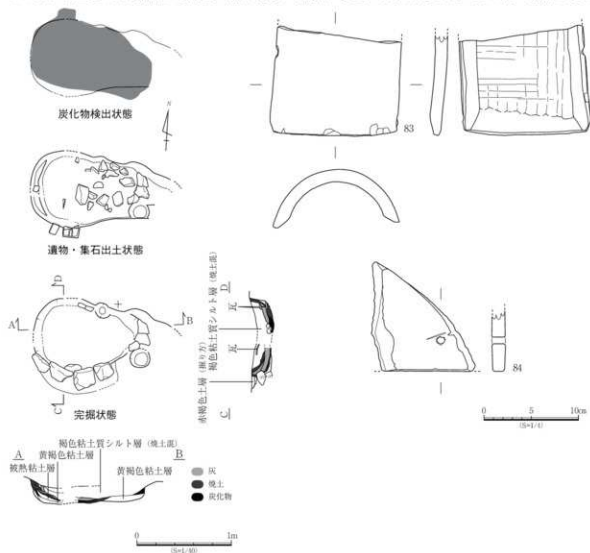 炭化物検出状態
n
83
遺物・集石出土状態
D
A
B
C
完掘状態
D
瓦
褐色粘土質シルト層(焼土混)
瓦
赤褐色土層(掘り方)
C
84
0 5 10cm
(S=1/4)
褐色粘土質シルト層(焼土混)
A
黄褐色粘土層
B
被熱粘土層
黄褐色粘土層
灰
焼土
炭化物
0 1m
(S=1/40)